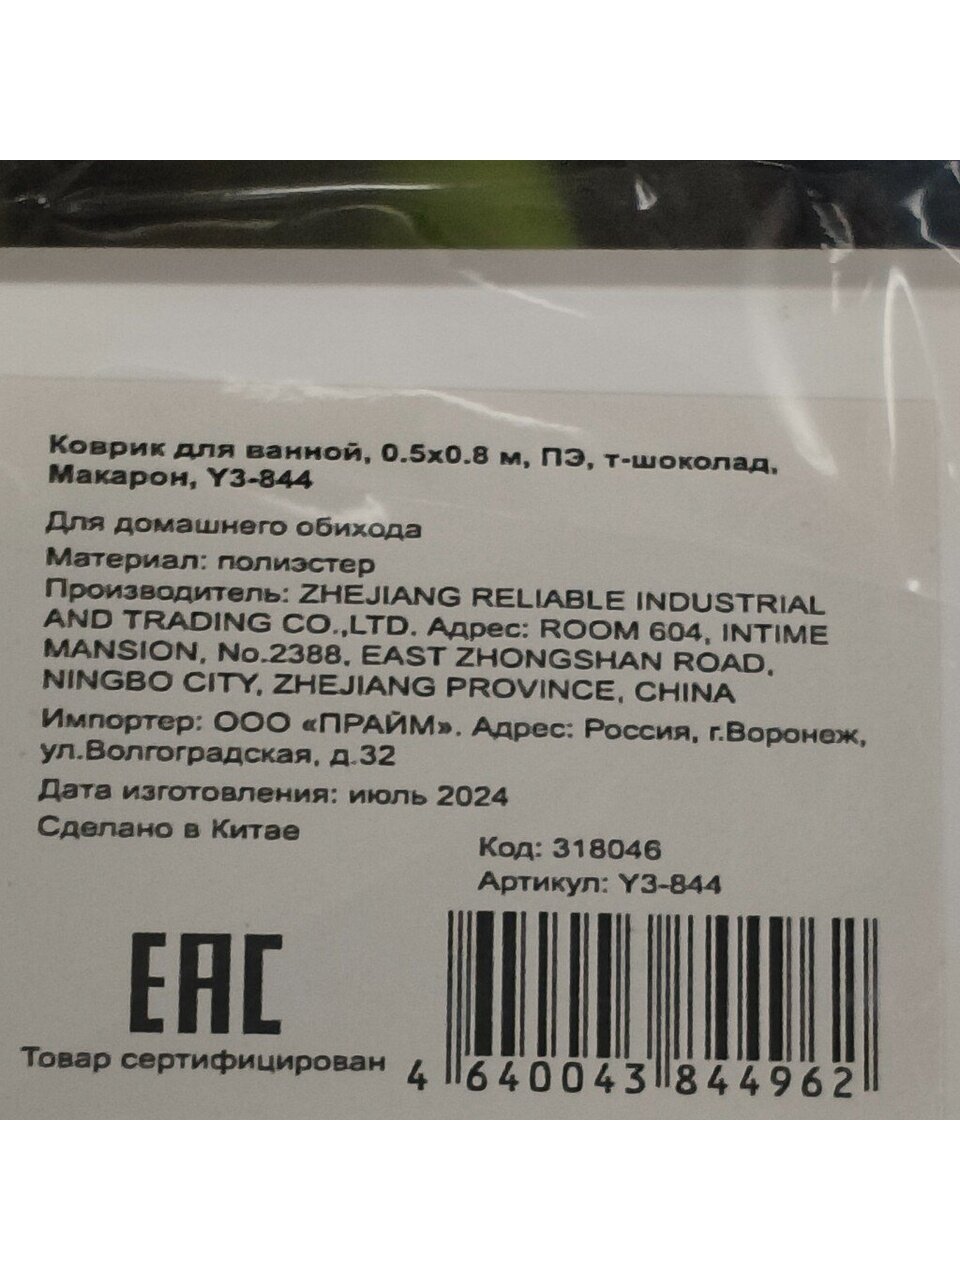 Коврик для ванной, 0.5х0.8 м, ПЭ, т-шоколад,
Макарон, Y3-844
Для домашнего обихода
Материал: полиэстер
Производитель: ZHEJIANG RELIABLE INDUSTRIAL
AND TRADING CO.,LTD. Адрес: ROOM 604, INTIME
MANSION, No.2388, EAST ZHONGSHAN ROAD,
NINGBO CITY, ZHEJIANG PROVINCE, CHINA
Импортер: ООО «ПРАЙМ». Адрес: Россия, г.Воронеж,
ул.Волгоградская, д.32
Дата изготовления: июль 2024
Сделано в Китае
Код: 318046
Артикул: Y3-844
EAC
Товар сертифицирован
4 640043 844962